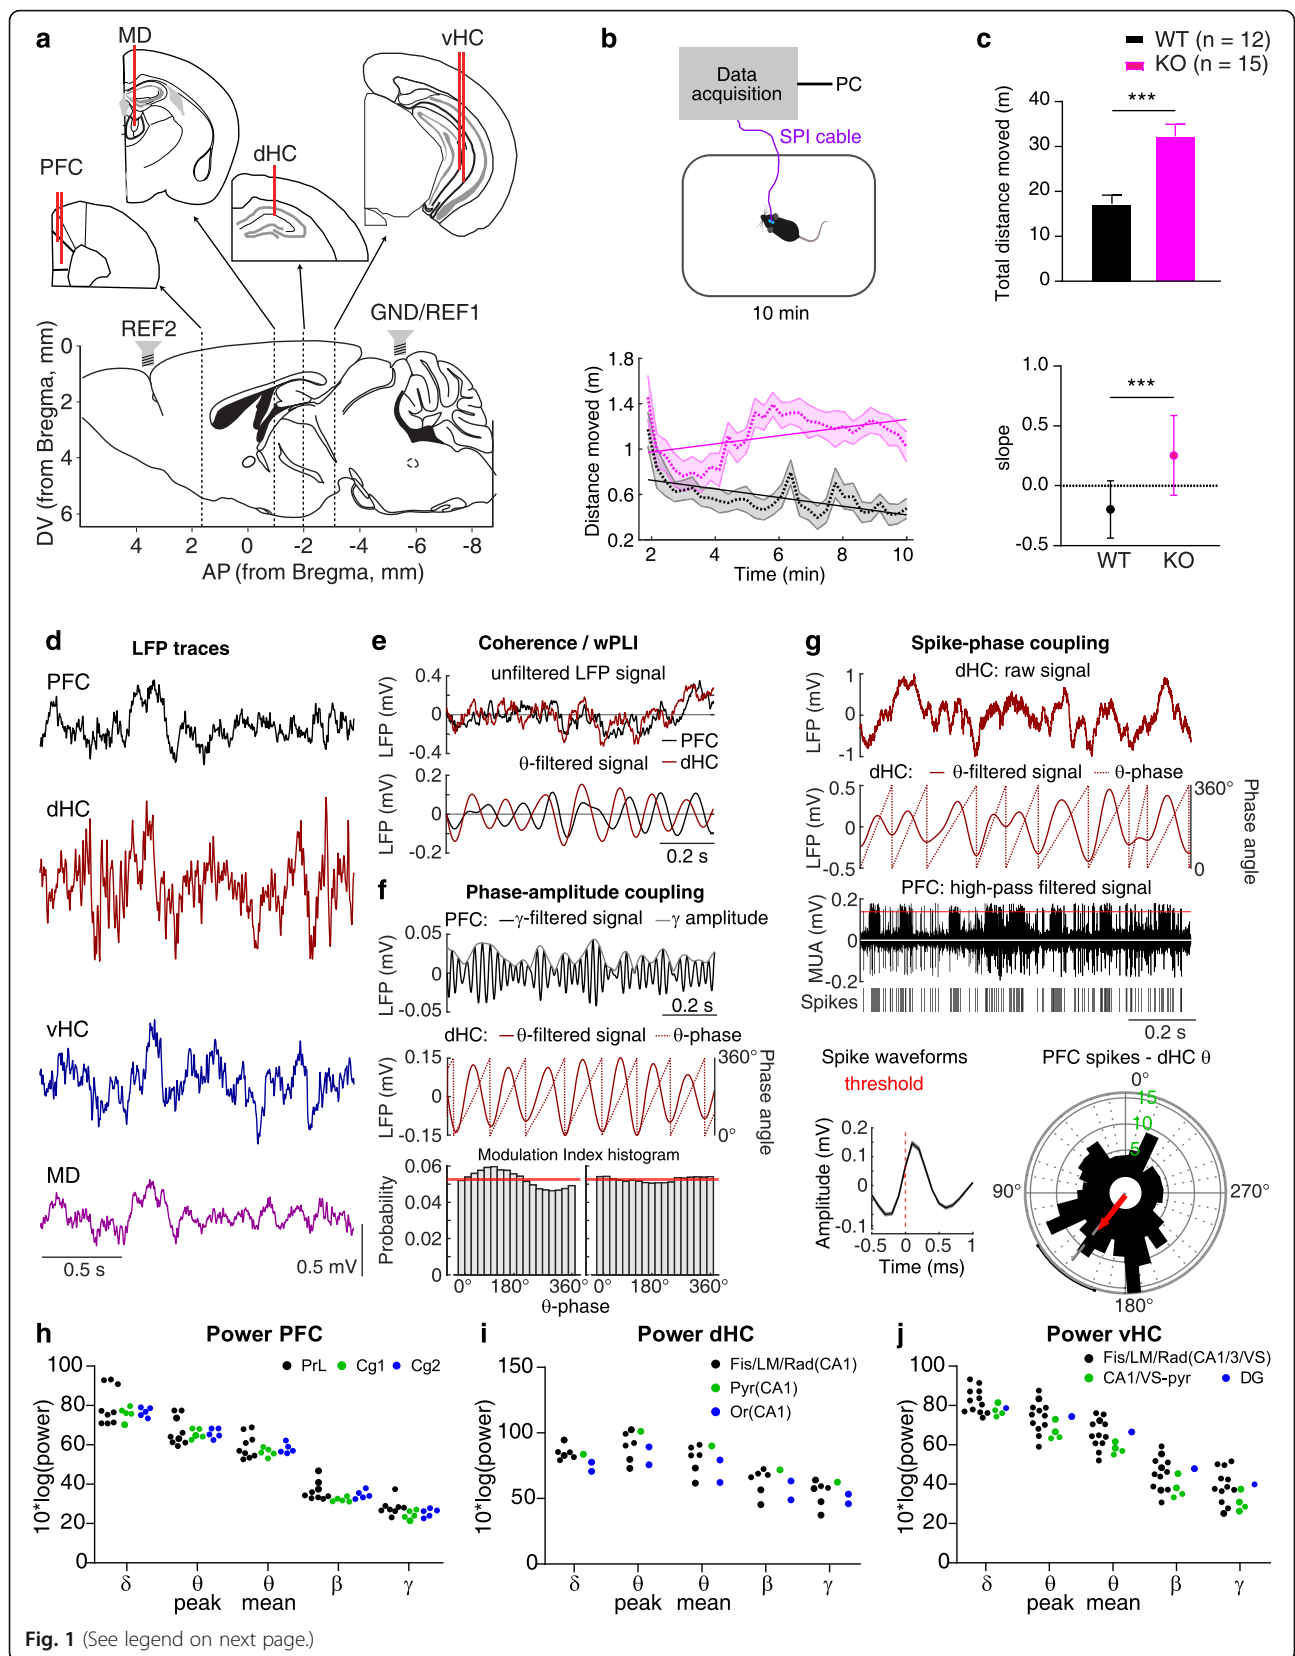 a
MD
vHC
PFC
dHC
REF2
GND/REF1
DV (from Bregma, mm)
0
2
4
6
4 2 0 -2 -4 -6 -8
AP (from Bregma, mm)
b
Data
acquisition
PC
SPI cable
10 min
Distance moved (m)
1.8
1.4
1
0.6
0.2
2 4 6 8 10
Time (min)
c
WT (n = 12)
KO (n = 15)
Total distance moved (m)
40
30
20
10
0
***
slope
1.0
0.5
0.0
-0.5
***
WT KO
d
LFP traces
PFC
dHC
vHC
MD
0.5 s
0.5 mV
e
Coherence / wPLI
unfiltered LFP signal
LFP (mV)
0.4
0
-0.4
PFC
θ-filtered signal
dHC
LFP (mV)
0.2
0
-0.2
0.2 s
f
Phase-amplitude coupling
PFC: γ-filtered signal γ amplitude
LFP (mV)
0.05
0
-0.05
0.2 s
dHC: θ-filtered signal θ-phase
LFP (mV)
0.15
0
-0.15
360°
0°
Phase angle
Modulation Index histogram
Probability
0.06
0.04
0.02
0
0° 180° 360° 0° 180° 360°
θ-phase
g
Spike-phase coupling
dHC: raw signal
LFP (mV)
1
0
-1
dHC: θ-filtered signal θ-phase
LFP (mV)
0.5
0
-0.5
360°
0
Phase angle
PFC: high-pass filtered signal
MUA (mV)
0.2
0
-0.2
Spikes
0.2 s
Spike waveforms
threshold
Amplitude (mV)
0.2
0.1
0
-0.1
-0.5 0 0.5 1
Time (ms)
PFC spikes - dHC θ
0°
15
10
5
90°
270°
180°
h
Power PFC
PrL Cg1 Cg2
10*log(power)
100
80
60
40
20
0
δ θ θ β γ
peak mean
i
Power dHC
Fis/LM/Rad(CA1)
Pyr(CA1)
Or(CA1)
10*log(power)
150
100
50
0
δ θ θ β γ
peak mean
j
Power vHC
Fis/LM/Rad(CA1/3/VS)
CA1/VS-pyr DG
10*log(power)
100
80
60
40
20
0
δ θ θ β γ
peak mean
Fig. 1 (See legend on next page.)